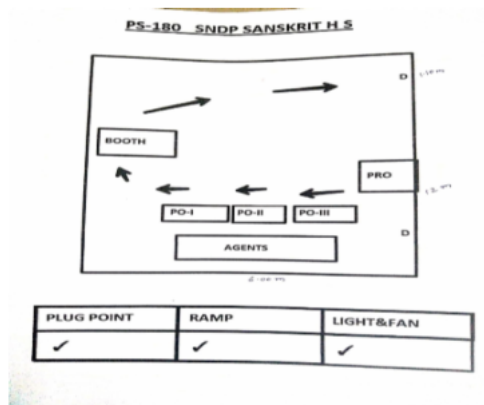 PS-180 SNDP SANSKRIT H S
D
BOOTH
PRO
PO-I PO-II PO-III
D
AGENTS
PLUG POINT RAMP LIGHT&FAN
✓ ✓ ✓